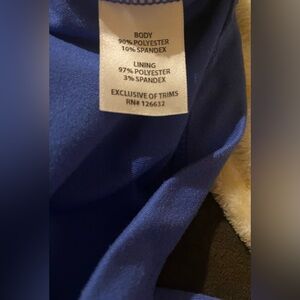 BODY
90% POLYESTER
10% SPANDEX
LINING
97% POLYESTER
3% SPANDEX
EXCLUSIVE OF TRIMS
RN# 126632